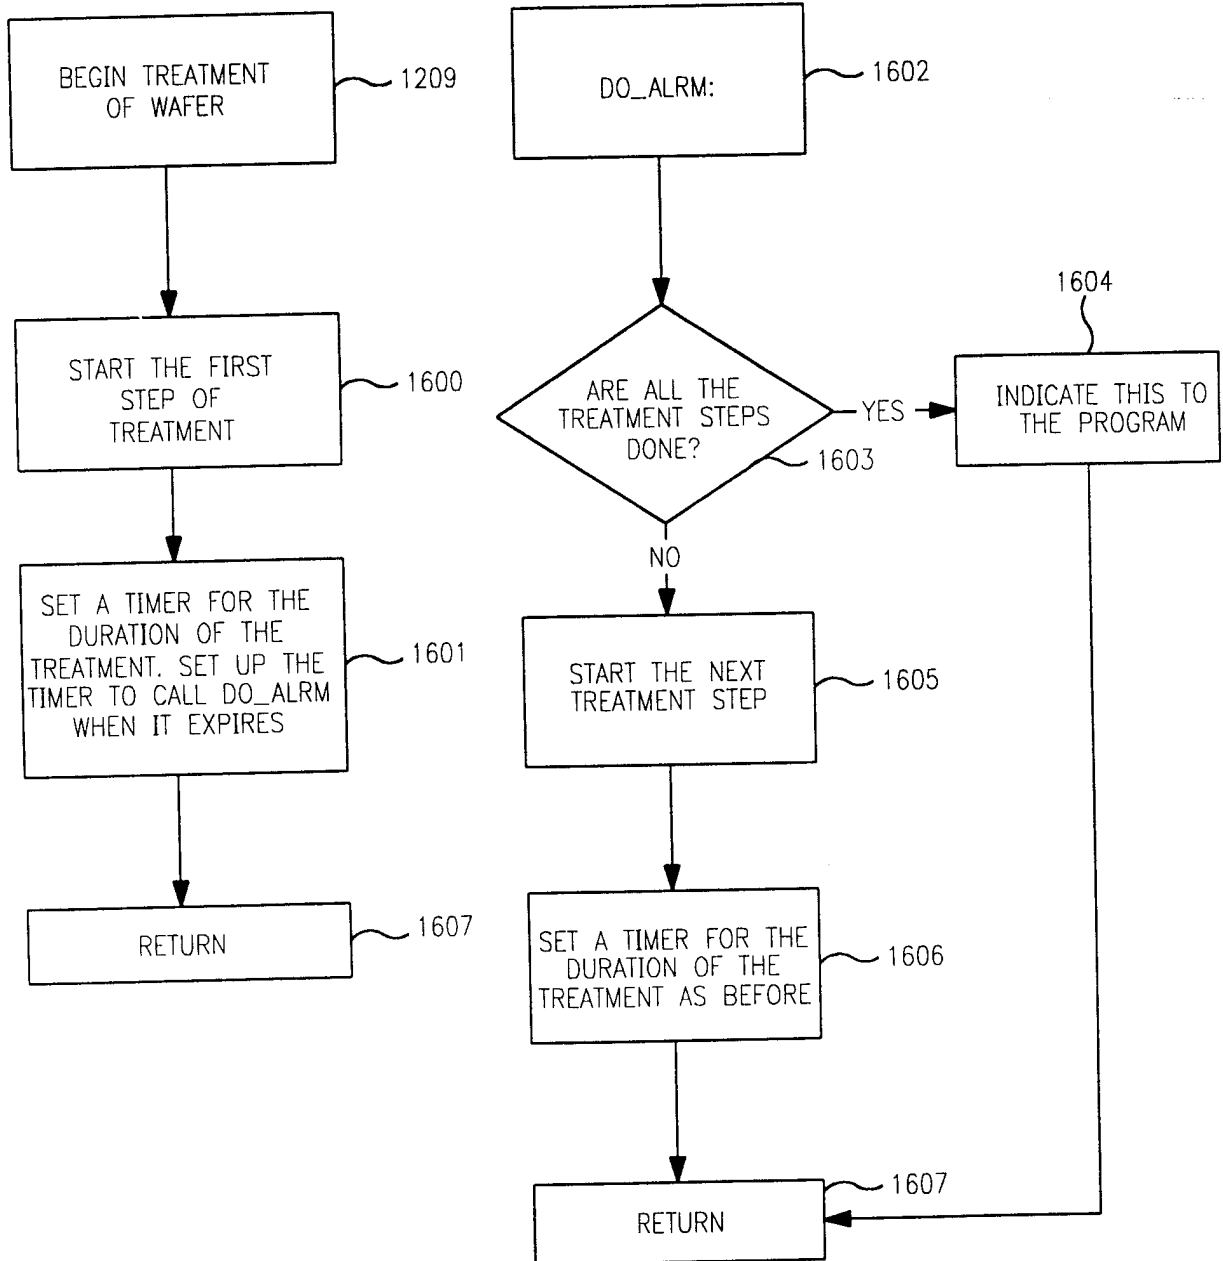 BEGIN TREATMENT
OF WAFER
1209
START THE FIRST
STEP OF
TREATMENT
1600
SET A TIMER FOR THE
DURATION OF THE
TREATMENT. SET UP THE
TIMER TO CALL DO_ALRM
WHEN IT EXPIRES
1601
RETURN
1607
DO_ALRM:
1602
ARE ALL THE
TREATMENT STEPS
DONE?
1603
YES
1604
INDICATE THIS TO
THE PROGRAM
NO
START THE NEXT
TREATMENT STEP
1605
SET A TIMER FOR THE
DURATION OF THE
TREATMENT AS BEFORE
1606
RETURN
1607